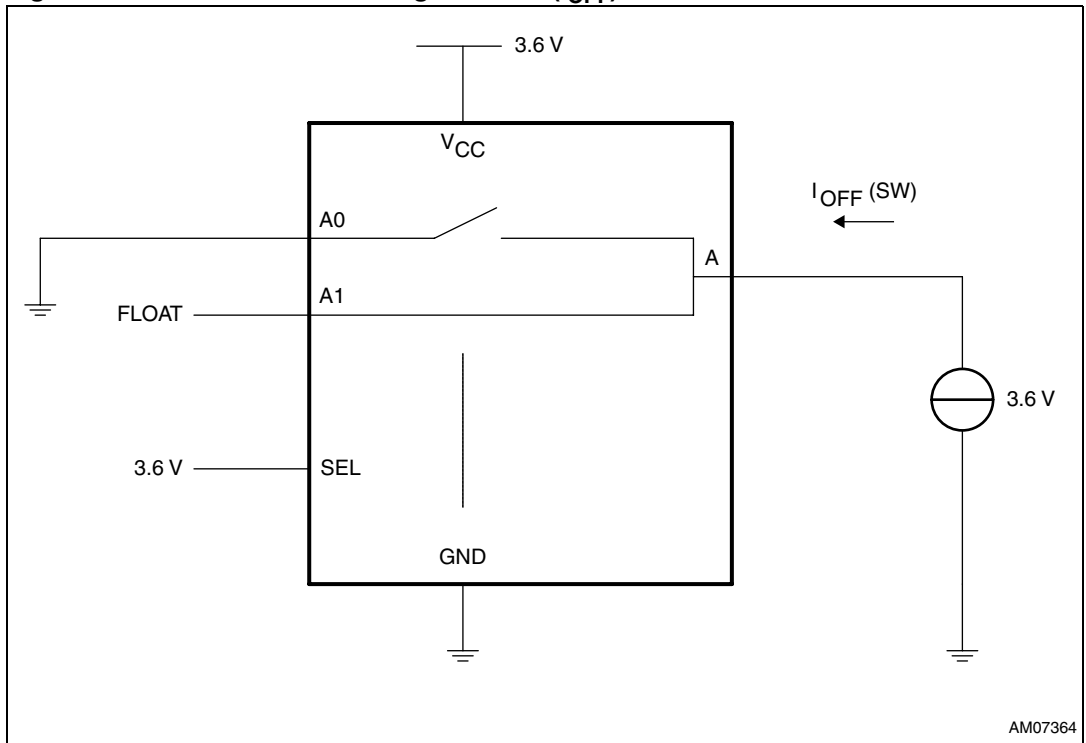 3.6 V
VCC
IOFF (SW)
A0
A
A1
FLOAT
3.6 V
3.6 V
SEL
GND
AM07364